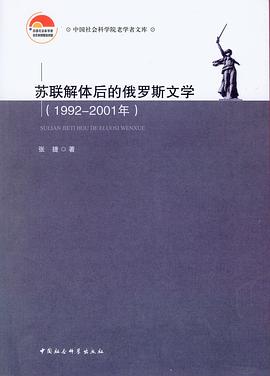 中国社会科学院老学者文库
苏联解体后的俄罗斯文学
（1992-2001年）
SULIAN JIETI HOU DE ELUOSI WENXUE
张 捷 著
中国社会科学出版社